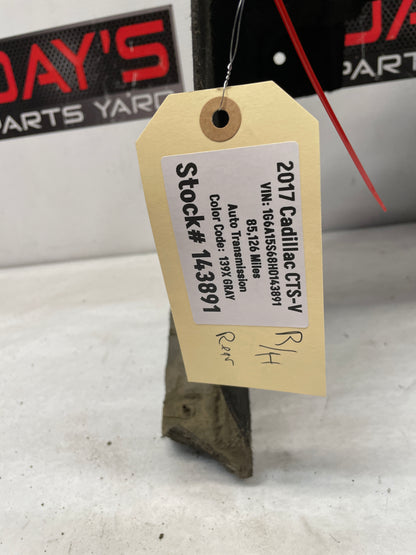 DAY'S
PARTS YARD
PART
2017 Cadillac CTS-V
VIN: 1G6A15S68H0143891
85,126 Miles
Auto Transmission
Color Code: 139X GRAY
Stock# 143891
R/H
Rear